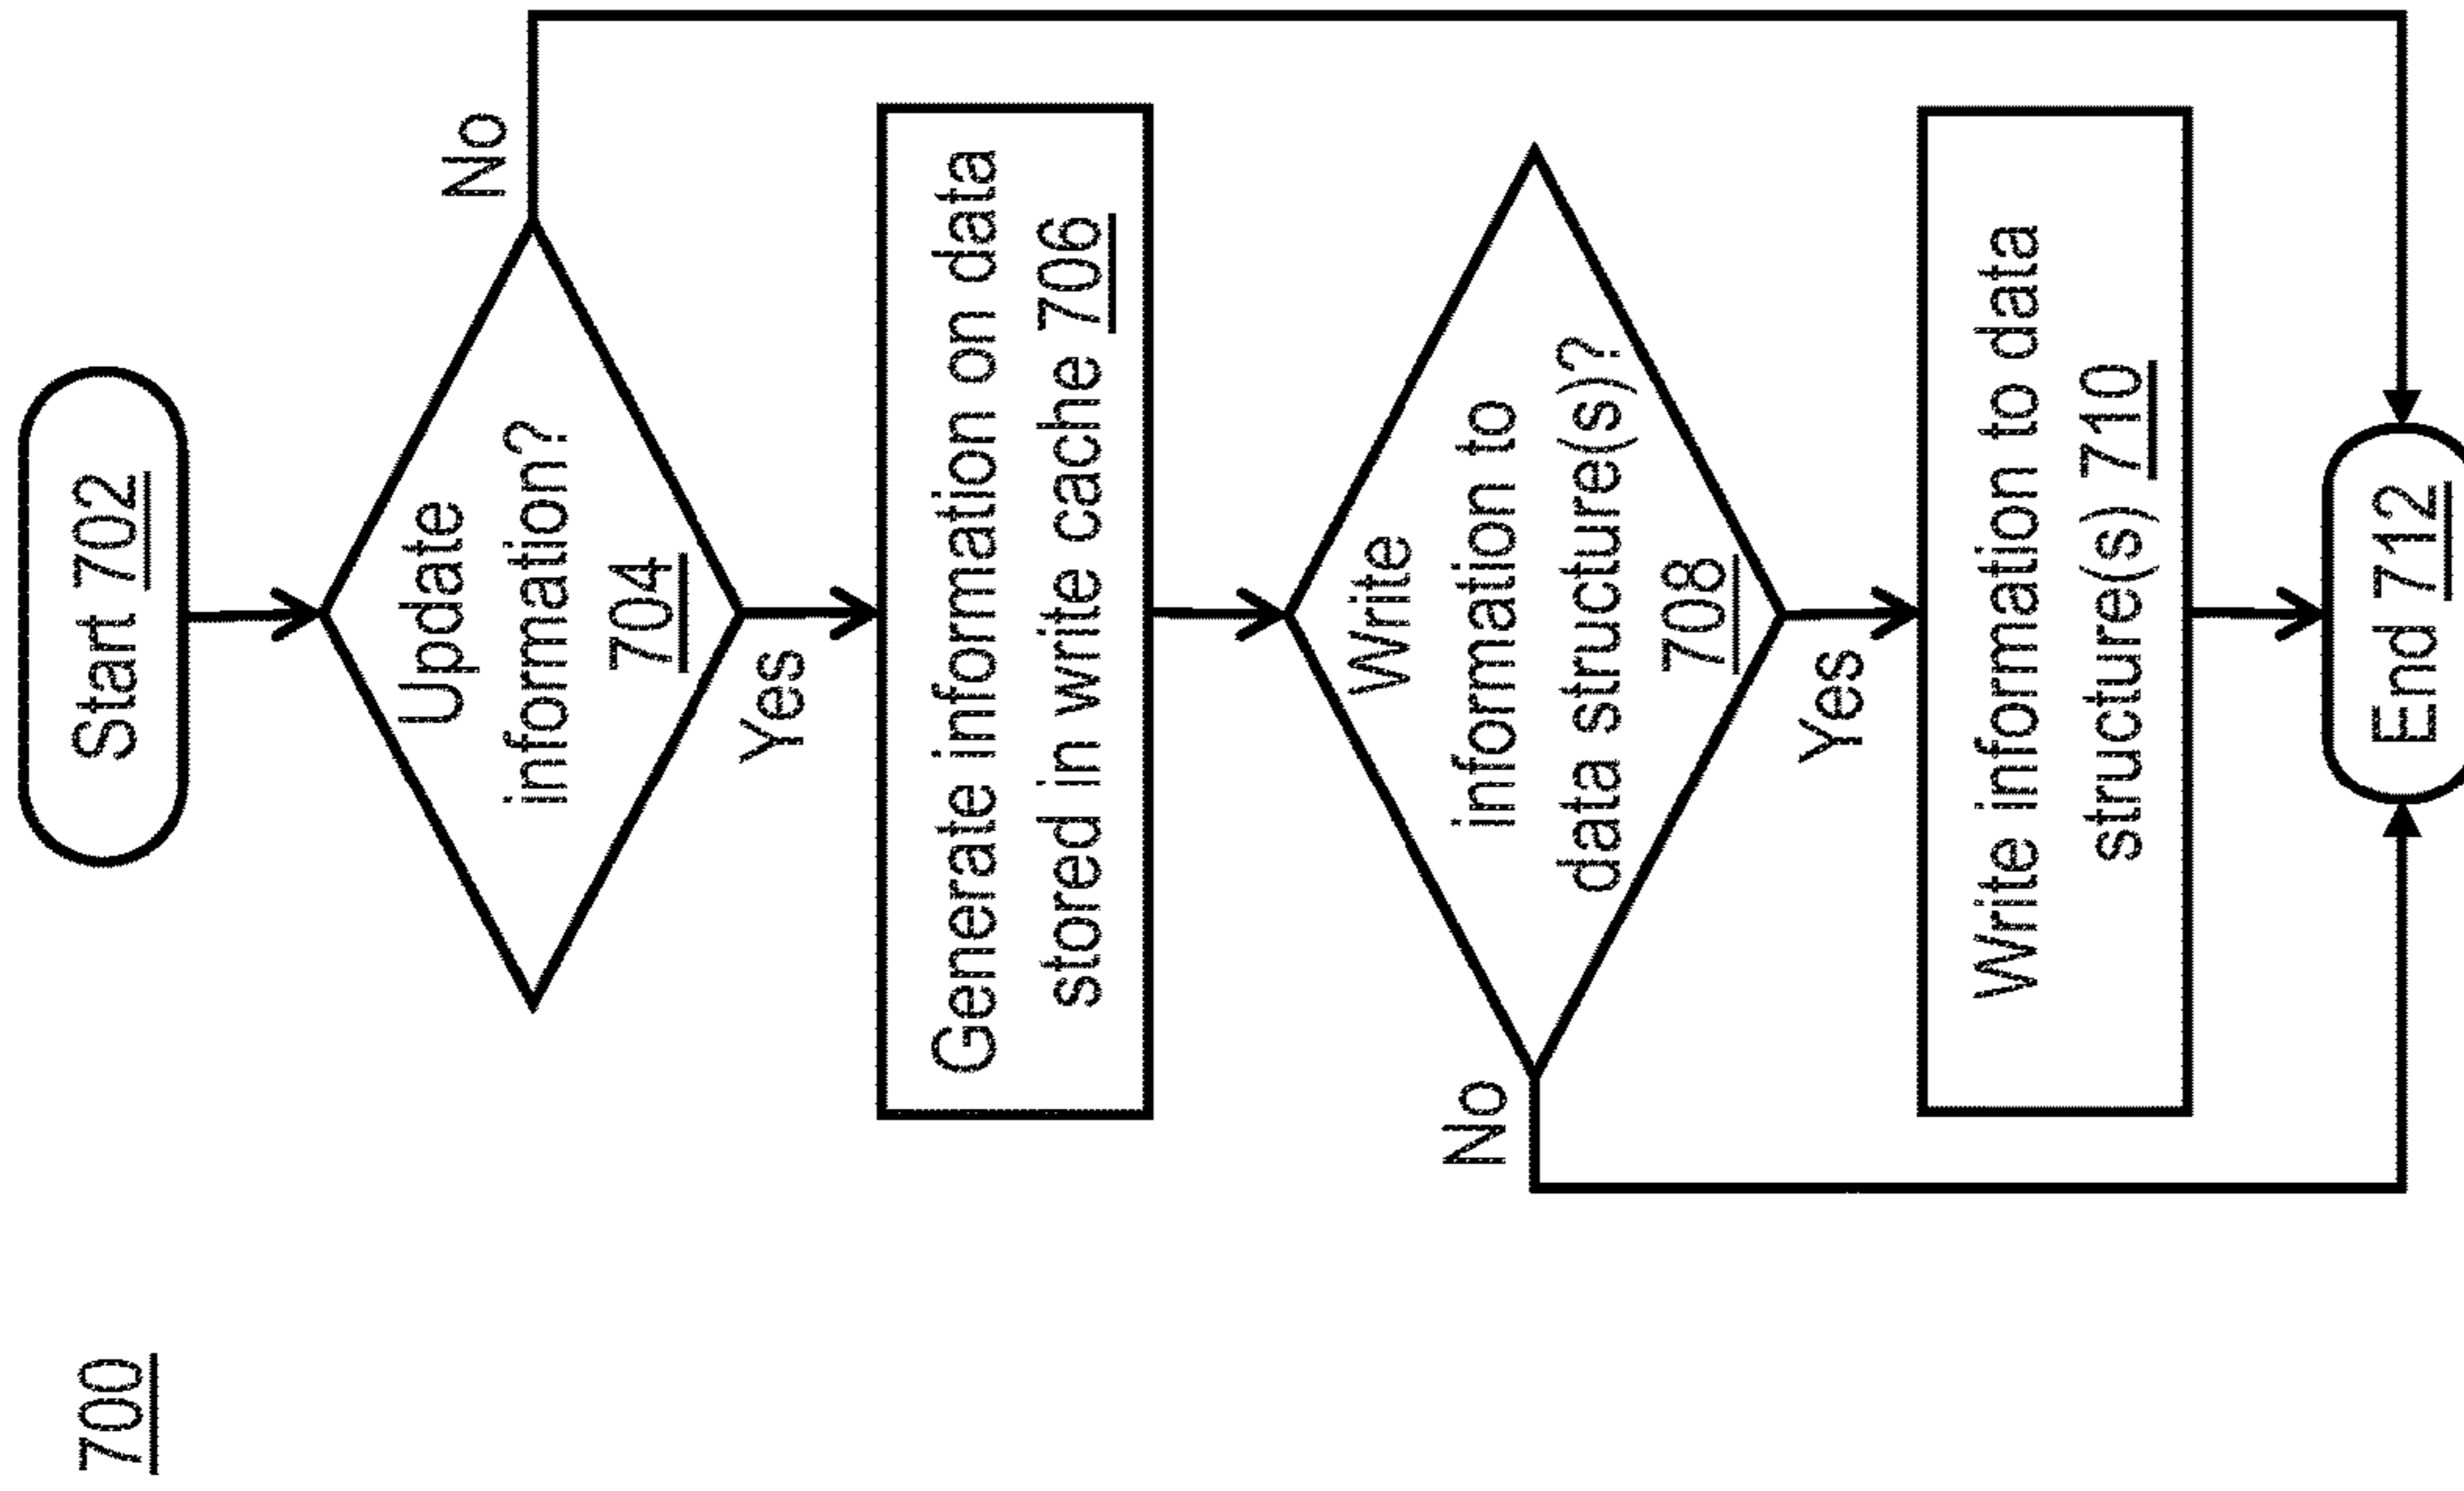 700
Start 702
Update
information?
704
No
Yes
Generate information on data
stored in write cache 706
Write
information to
data structure(s)?
708
No
Yes
Write information to data
structure(s) 710
End 712